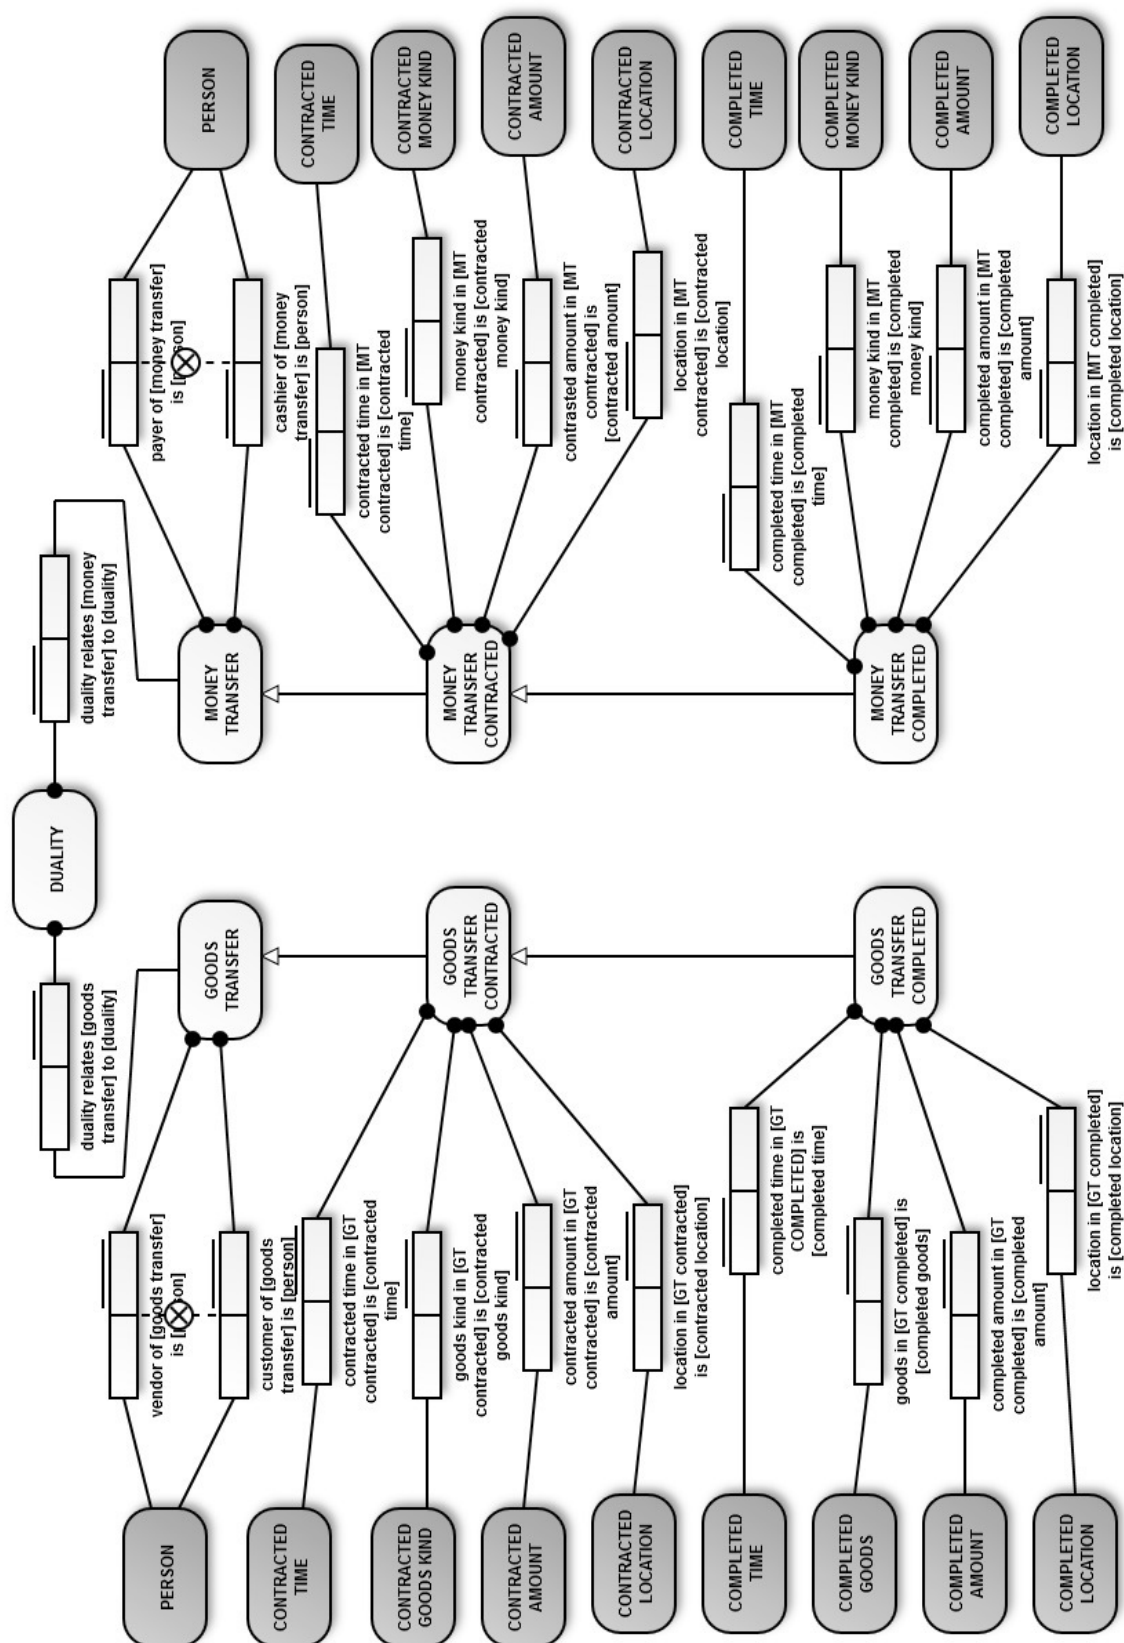 DUALITY
duality relates [goods
transfer] to [duality]
duality relates [money
transfer] to [duality]
PERSON
vendor of [goods transfer]
is [person]
GOODS
TRANSFER
MONEY
TRANSFER
payer of [money transfer]
is [person]
PERSON
customer of [goods
transfer] is [person]
cashier of [money
transfer] is [person]
CONTRACTED
TIME
contracted time in [GT
contracted] is [contracted
time]
contracted time in [MT
contracted] is [contracted
time]
CONTRACTED
TIME
CONTRACTED
GOODS KIND
goods kind in [GT
contracted] is [contracted
goods kind]
GOODS
TRANSFER
CONTRACTED
MONEY
TRANSFER
CONTRACTED
money kind in [MT
contracted] is [contracted
money kind]
CONTRACTED
MONEY KIND
CONTRACTED
AMOUNT
contracted amount in [GT
contracted] is [contracted
amount]
contrasted amount in [MT
comtracted] is
[contracted amount]
CONTRACTED
AMOUNT
CONTRACTED
LOCATION
location in [GT contracted]
is [contracted location]
location in [MT
contracted] is [contracted
location]
CONTRACTED
LOCATION
COMPLETED
TIME
completed time in [GT
COMPLETED] is
[completed time]
completed time in [MT
completed] is [completed
time]
COMPLETED
TIME
COMPLETED
GOODS
goods in [GT completed] is
[completed goods]
GOODS
TRANSFER
COMPLETED
MONEY
TRANSFER
COMPLETED
money kind in [MT
completed] is [completed
money kind]
COMPLETED
MONEY KIND
COMPLETED
AMOUNT
completed amount in [GT
completed] is [completed
amount]
completed amount in [MT
completed] is [completed
amount]
COMPLETED
AMOUNT
COMPLETED
LOCATION
location in [GT completed]
is [completed location]
location in [MT completed]
is [completed location]
COMPLETED
LOCATION